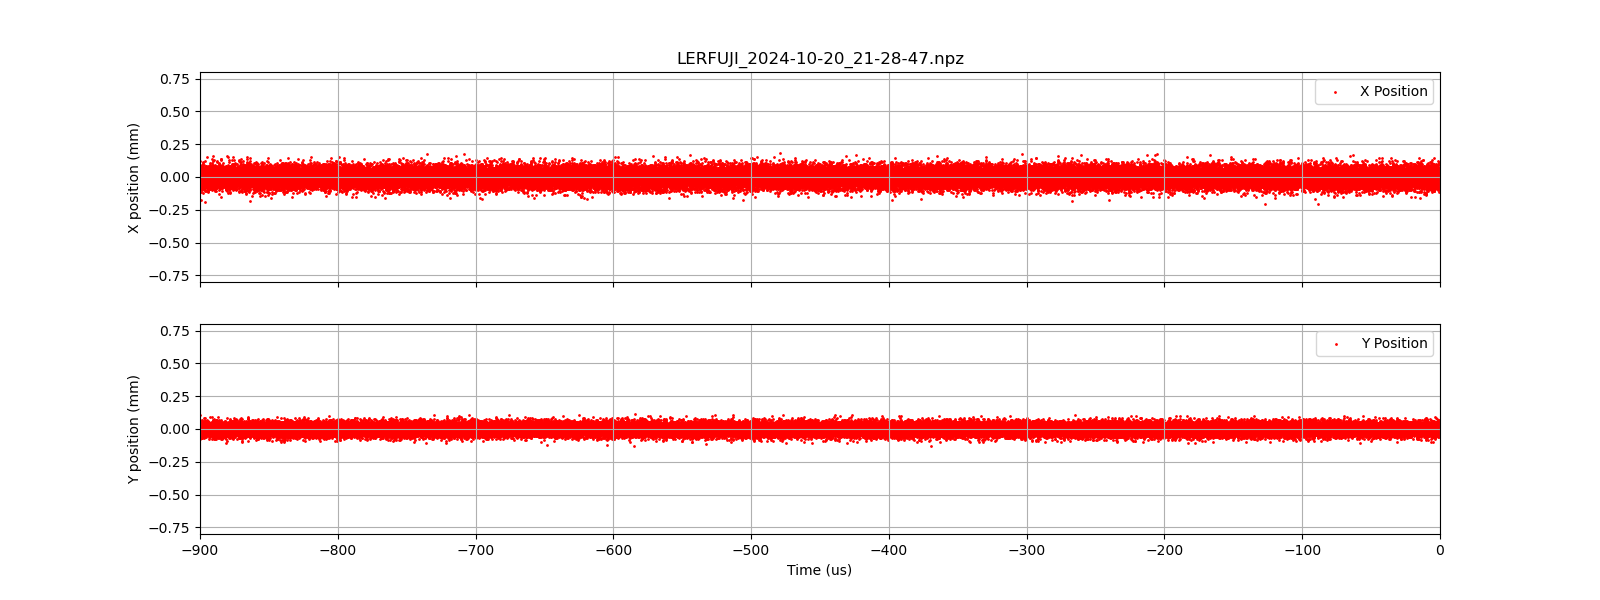 LERFUJI_2024-10-20_21-28-47.npz
X position (mm)
0.75
0.50
0.25
0.00
−0.25
−0.50
−0.75
X Position
Y position (mm)
0.75
0.50
0.25
0.00
−0.25
−0.50
−0.75
Y Position
−900 −800 −700 −600 −500 −400 −300 −200 −100 0
Time (us)